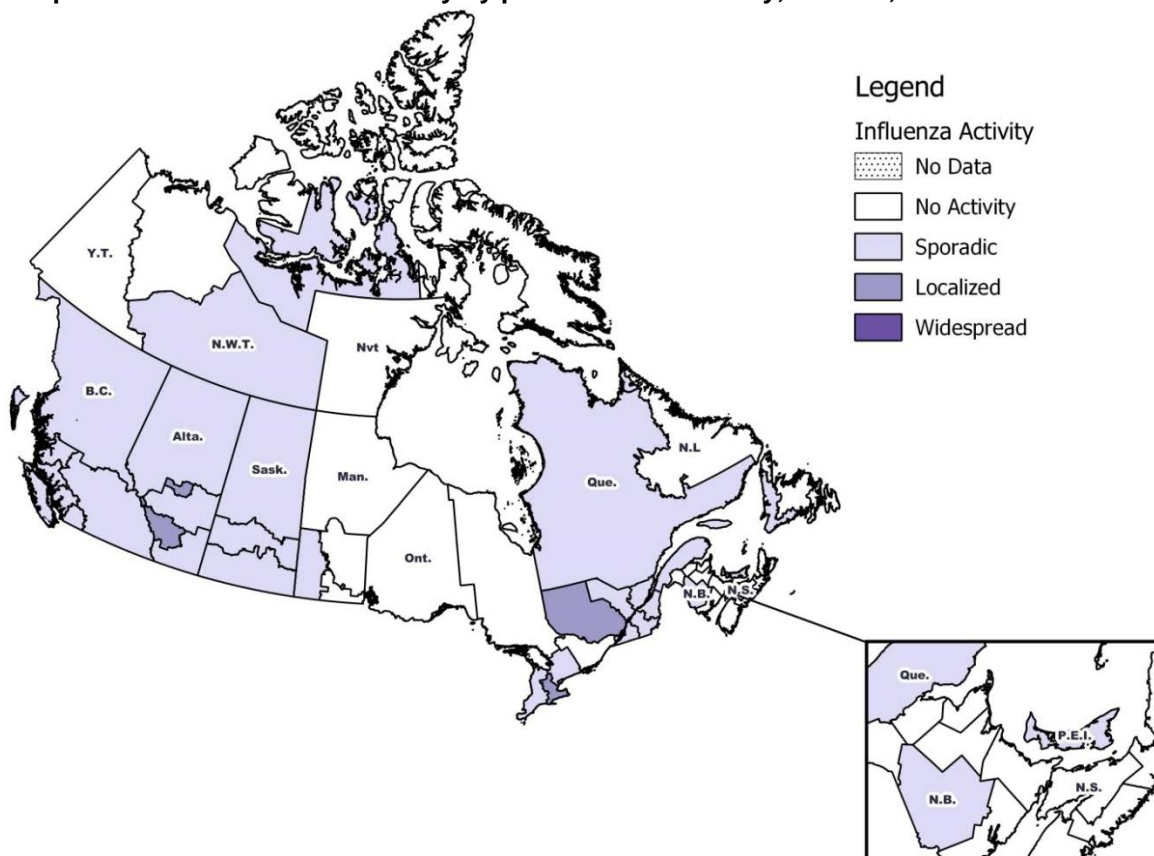 Legend
Influenza Activity
No Data
No Activity
Sporadic
Localized
Widespread
Y.T.
N.W.T.
Nvt
B.C.
Alta.
Sask.
Man.
Ont.
Que.
N.L
N.B.
N.S.
Que.
P.E.I.
N.B.
N.S.